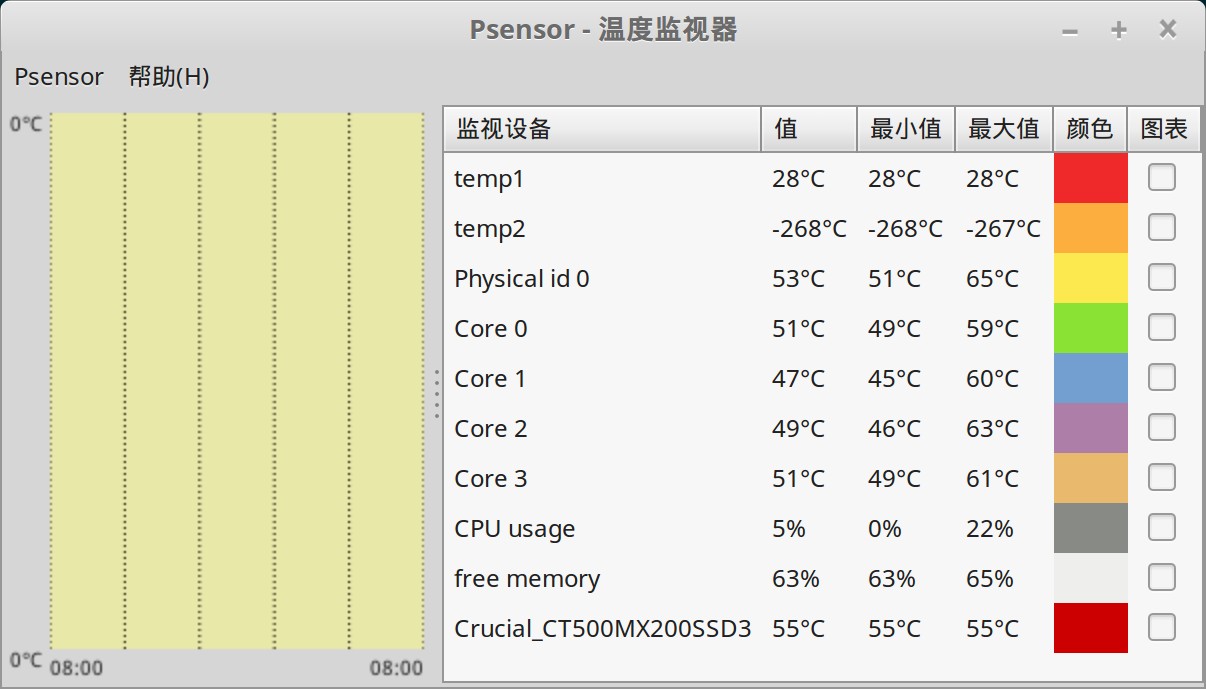 Psensor - 温度监视器
Psensor 帮助(H)
0°C
0°C
08:00 08:00
监视设备 值 最小值 最大值 颜色 图表
temp1 28°C 28°C 28°C
temp2 -268°C -268°C -267°C
Physical id 0 53°C 51°C 65°C
Core 0 51°C 49°C 59°C
Core 1 47°C 45°C 60°C
Core 2 49°C 46°C 63°C
Core 3 51°C 49°C 61°C
CPU usage 5% 0% 22%
free memory 63% 63% 65%
Crucial_CT500MX200SSD3 55°C 55°C 55°C